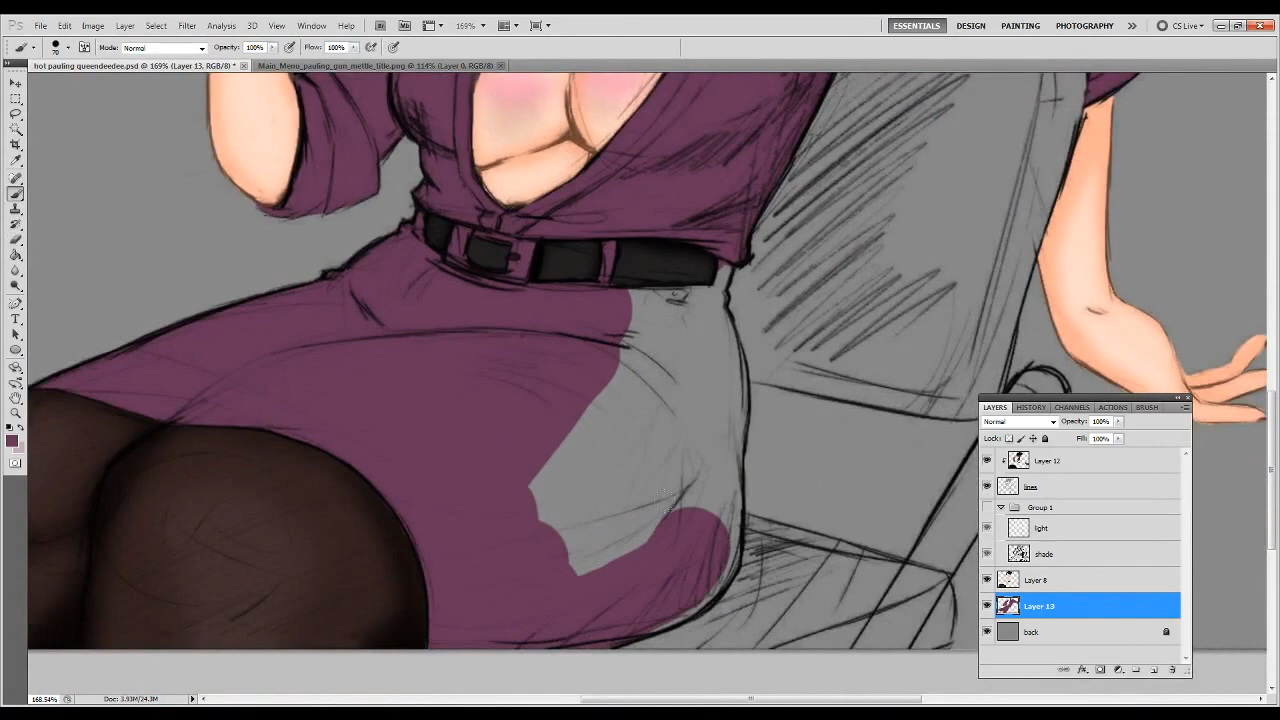 Ps File Edit Image Layer Select Filter Analysis 3D View Window Help Br Mb 169% ESSENTIALS DESIGN PAINTING PHOTOGRAPHY CS Live
70 Mode: Normal Opacity: 100% Flow: 100%
hot pauling queendeedee.psd @ 169% (Layer 13, RGB/8) * Main_Menu_pauling_gun_mettle_title.png @ 114% (Layer 0, RGB/8)
LAYERS HISTORY CHANNELS ACTIONS BRUSH
Normal Opacity: 100%
Lock: Fill: 100%
Layer 12
lines
Group 1
light
shade
Layer 8
Layer 13
back
168.54% Doc: 3.93M/24.3M